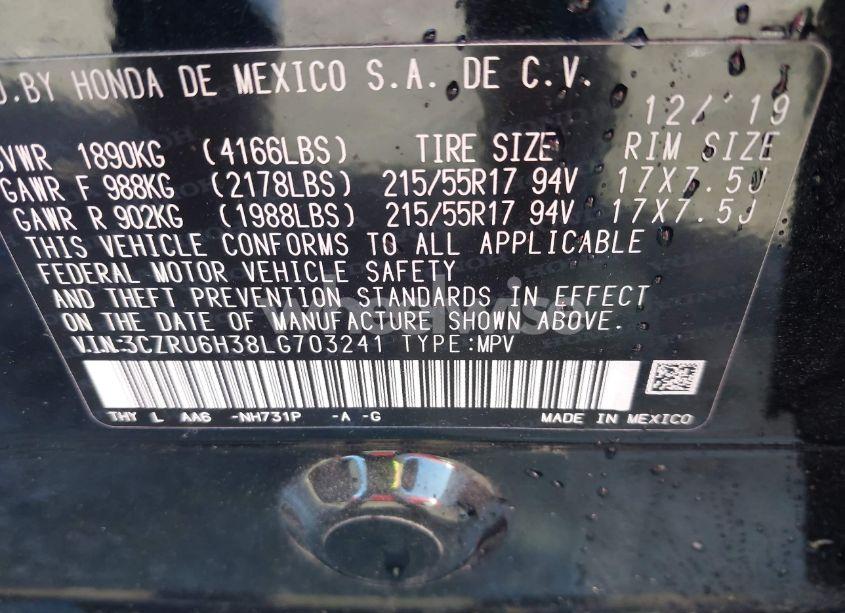 D.BY HONDA DE MEXICO S.A. DE C.V.
12/'19
GVWR 1890KG (4166LBS) TIRE SIZE RIM SIZE
GAWR F 988KG (2178LBS) 215/55R17 94V 17X7.5J
GAWR R 902KG (1988LBS) 215/55R17 94V 17X7.5J
THIS VEHICLE CONFORMS TO ALL APPLICABLE
FEDERAL MOTOR VEHICLE SAFETY
AND THEFT PREVENTION STANDARDS IN EFFECT
ON THE DATE OF MANUFACTURE SHOWN ABOVE.
V.I.N:3CZRU6H38LG703241 TYPE:MPV
THY L AA6 -NH731P -A -G MADE IN MEXICO